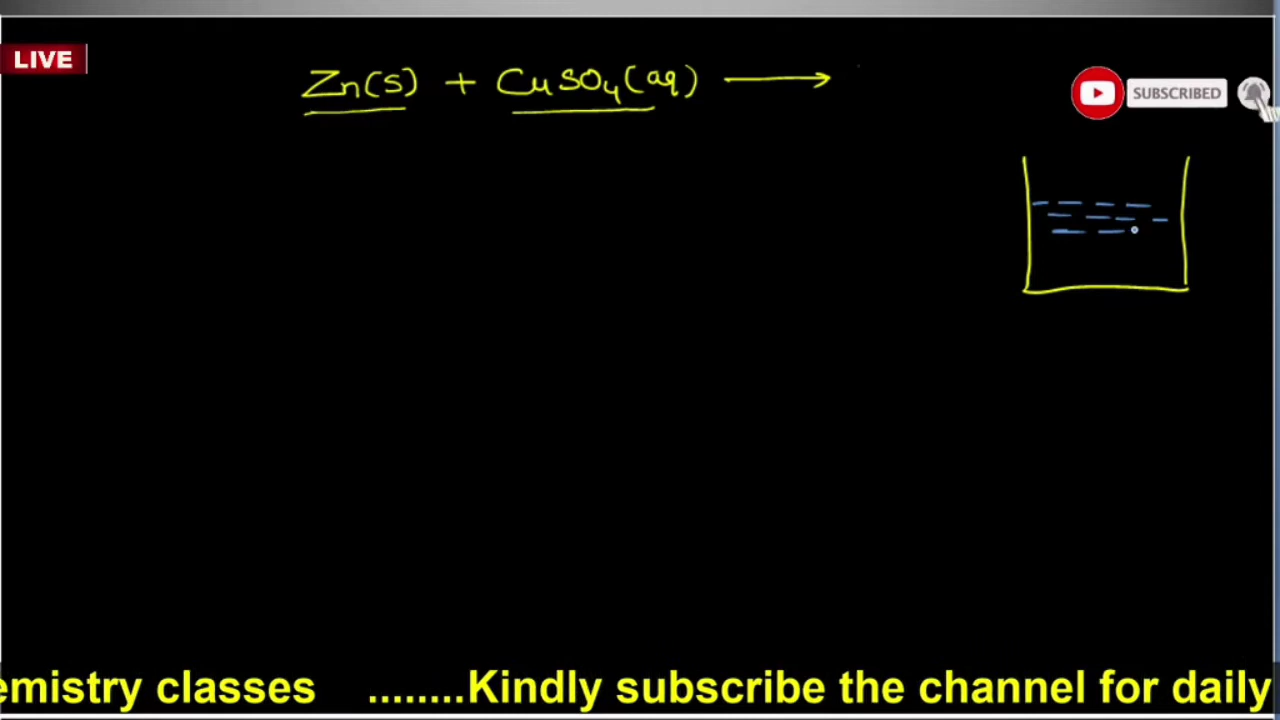 LIVE
Zn(s) + CuSO₄(aq) ⟶
SUBSCRIBED
emistry classes ........Kindly subscribe the channel for daily